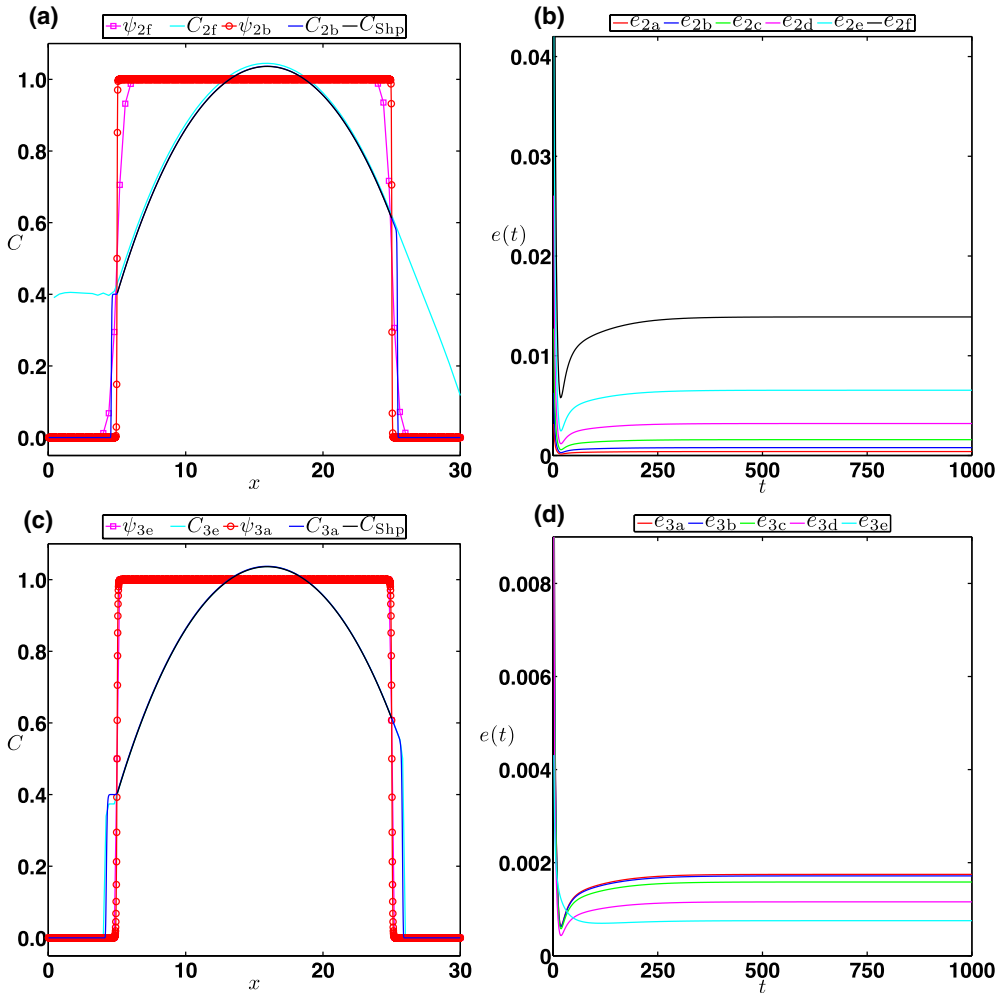 (a)
ψ2f C2f ψ2b C2b CShp
1.0
0.8
0.6
C
0.4
0.2
0.0
0 10 20 30
x
(b)
e2a e2b e2c e2d e2e e2f
0.04
0.03
e(t)
0.02
0.01
0
0 250 500 750 1000
t
(c)
ψ3e C3e ψ3a C3a CShp
1.0
0.8
0.6
C
0.4
0.2
0.0
0 10 20 30
x
(d)
e3a e3b e3c e3d e3e
0.008
0.006
e(t)
0.004
0.002
0
0 250 500 750 1000
t